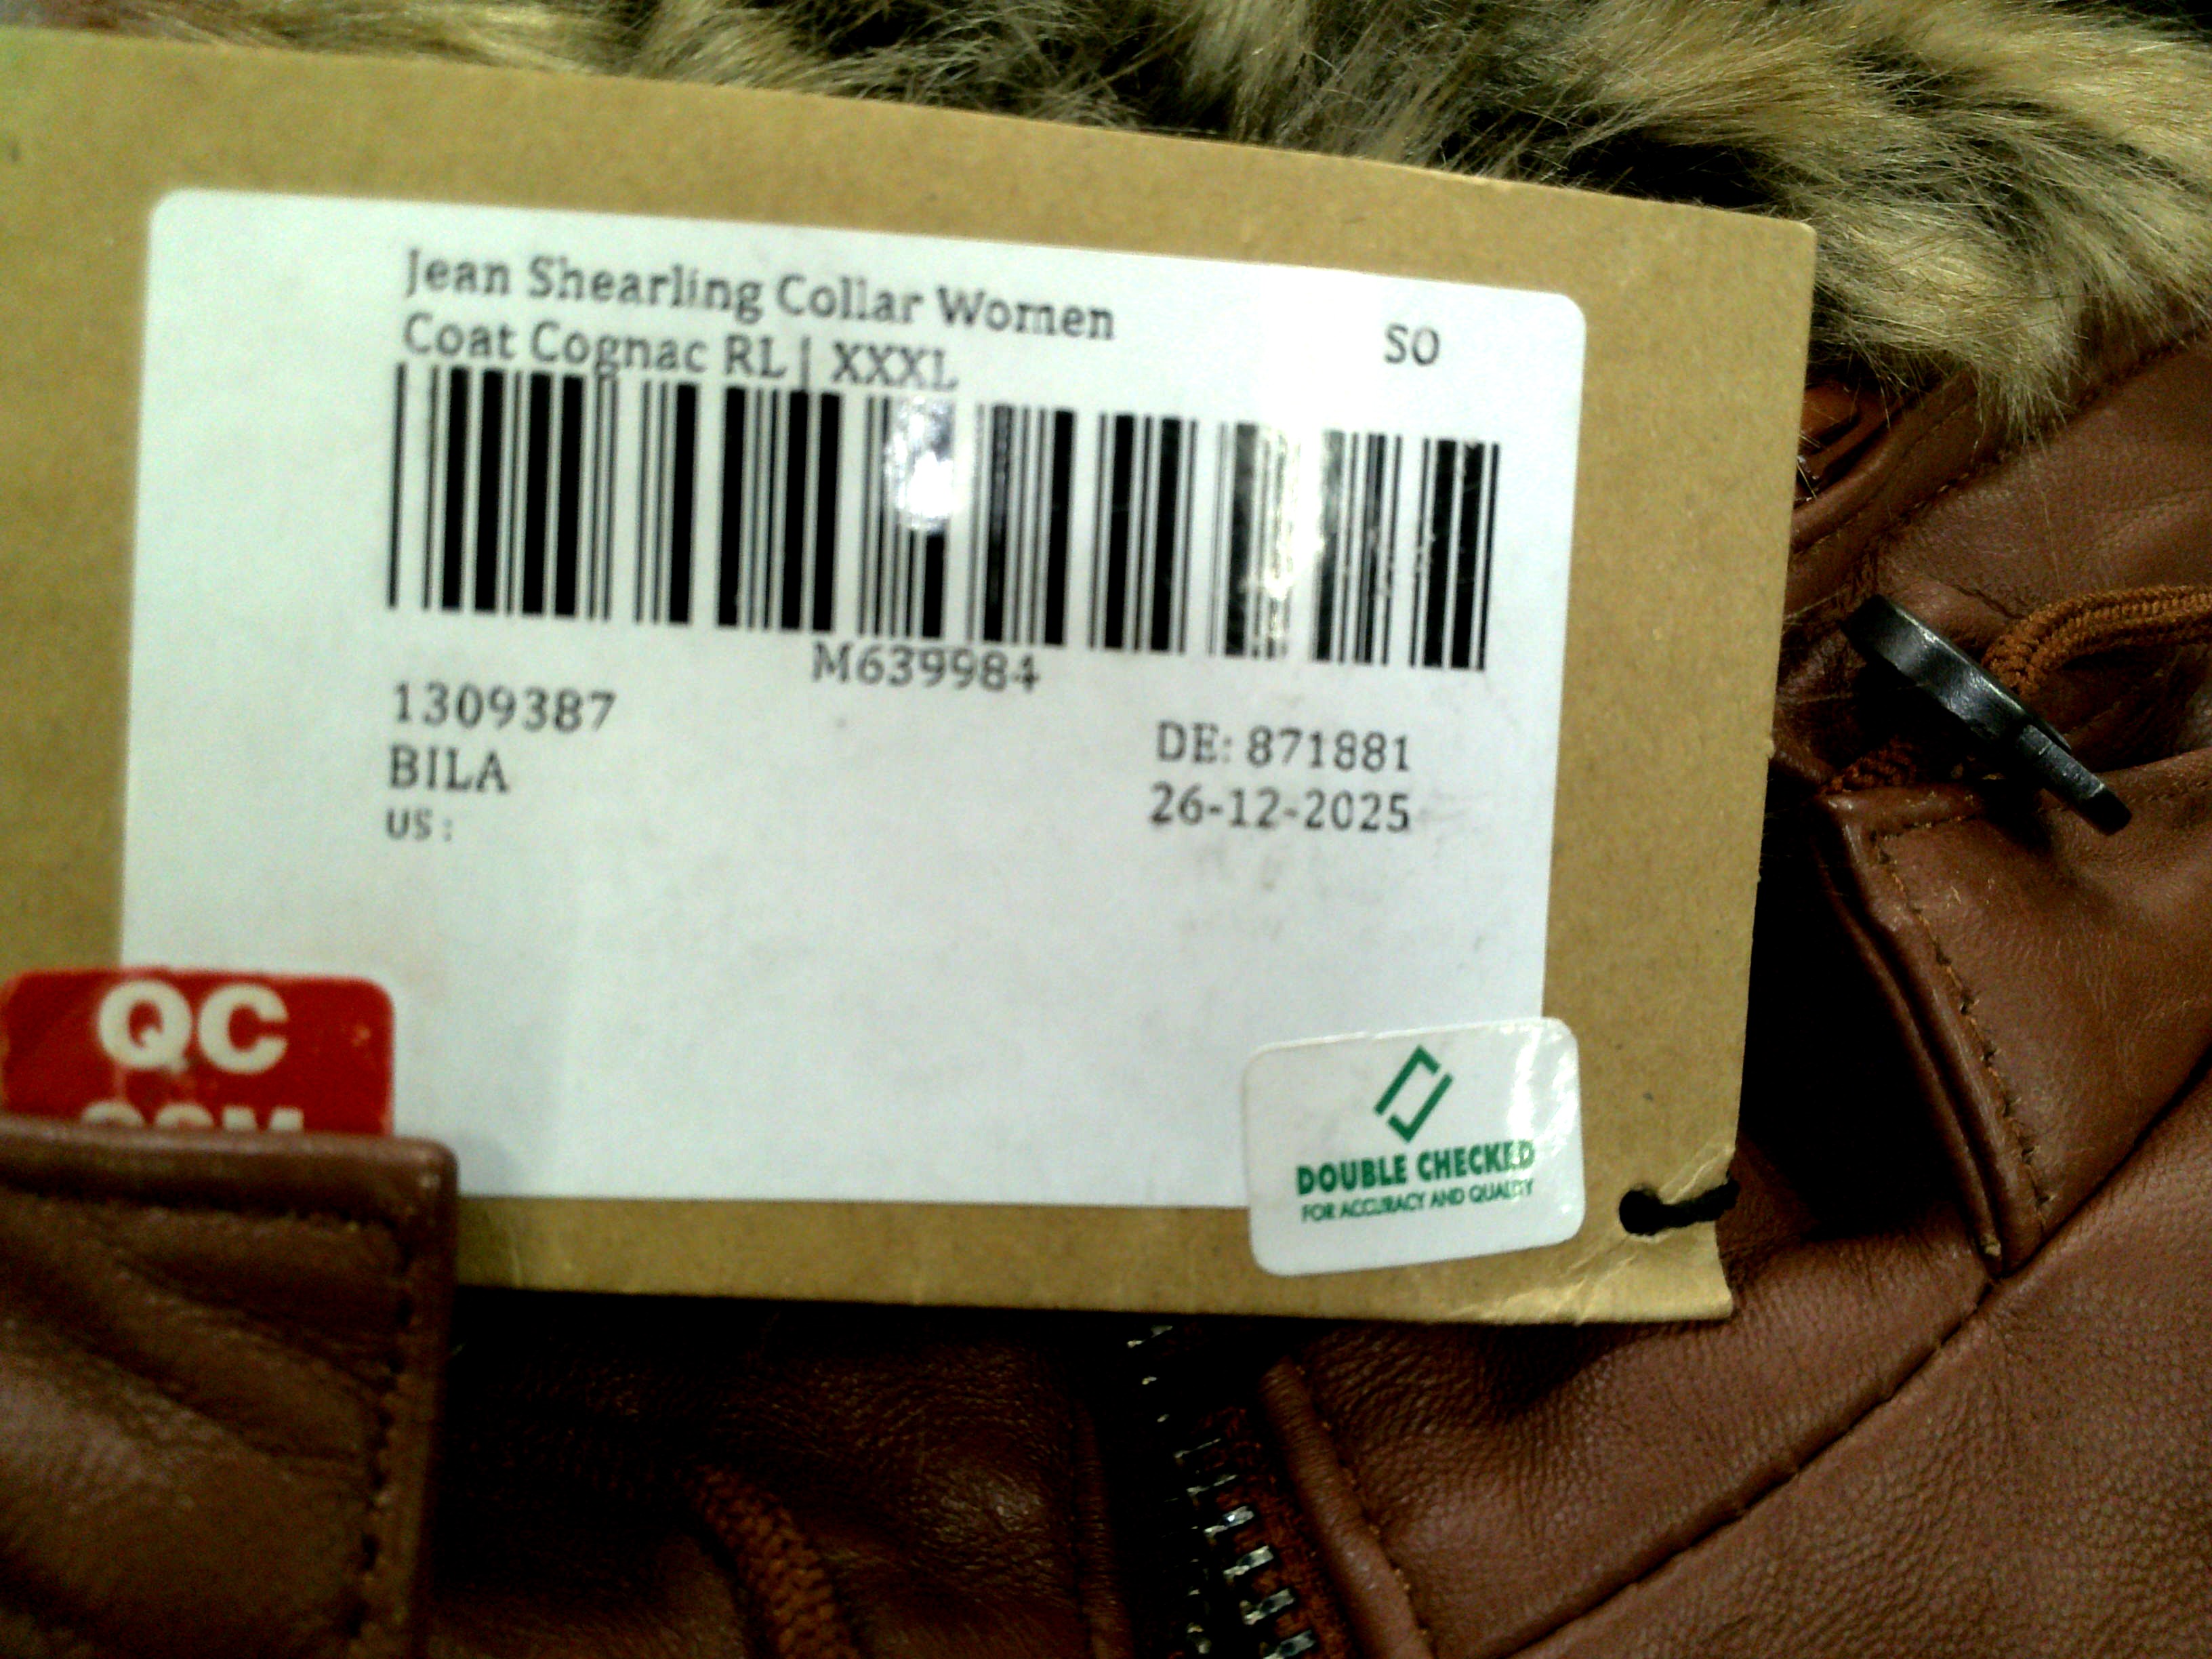 Jean Shearling Collar Women
Coat Cognac RL | XXXL
SO
M639984
1309387
BILA
US :
DE: 871881
26-12-2025
QC
DOUBLE CHECKED
FOR ACCURACY AND QUALITY